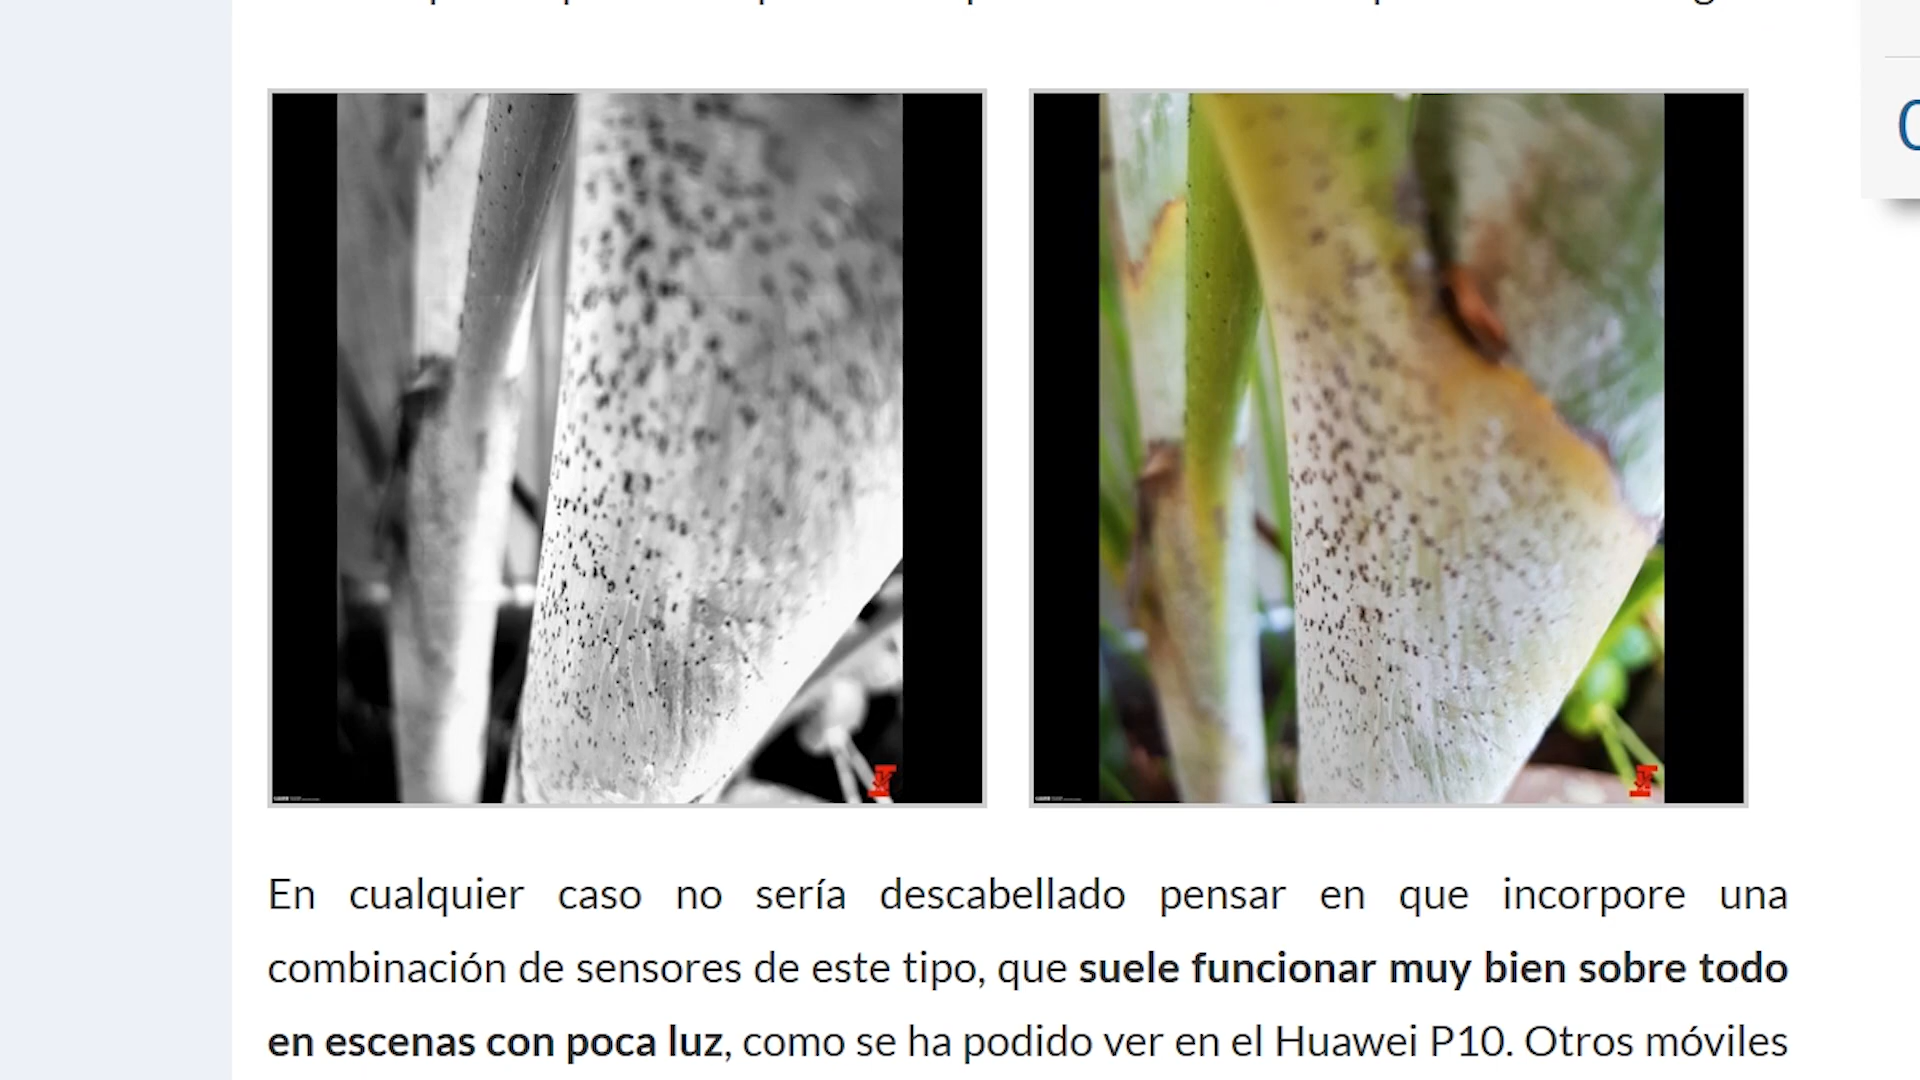 En cualquier caso no sería descabellado pensar en que incorpore una
combinación de sensores de este tipo, que suele funcionar muy bien sobre todo
en escenas con poca luz, como se ha podido ver en el Huawei P10. Otros móviles